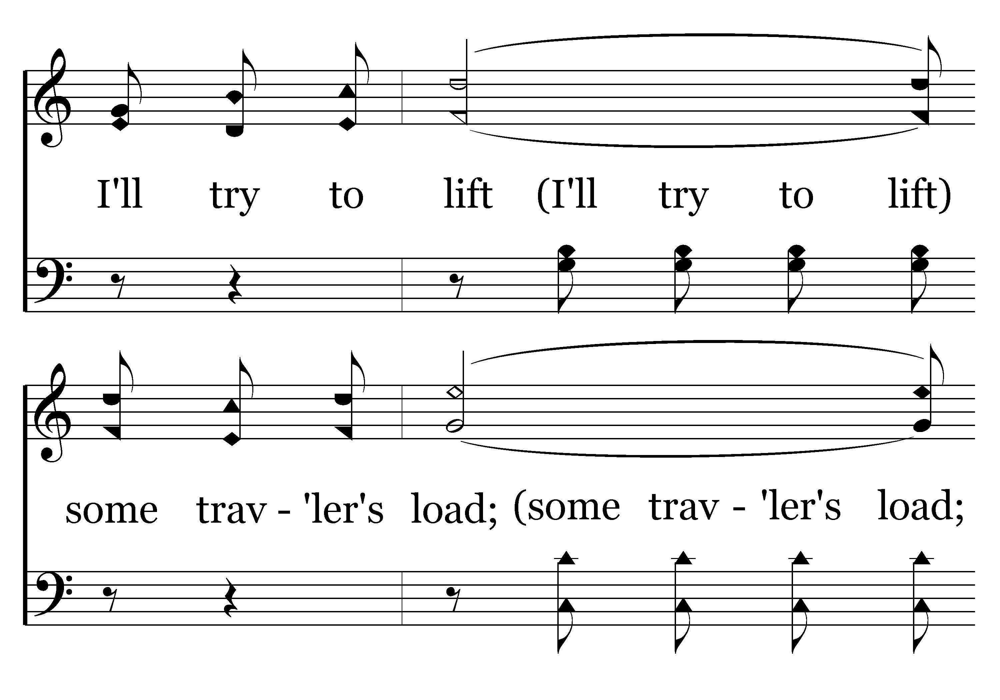 I'll try to lift (I'll try to lift)
some trav - 'ler's load; (some trav - 'ler's load;